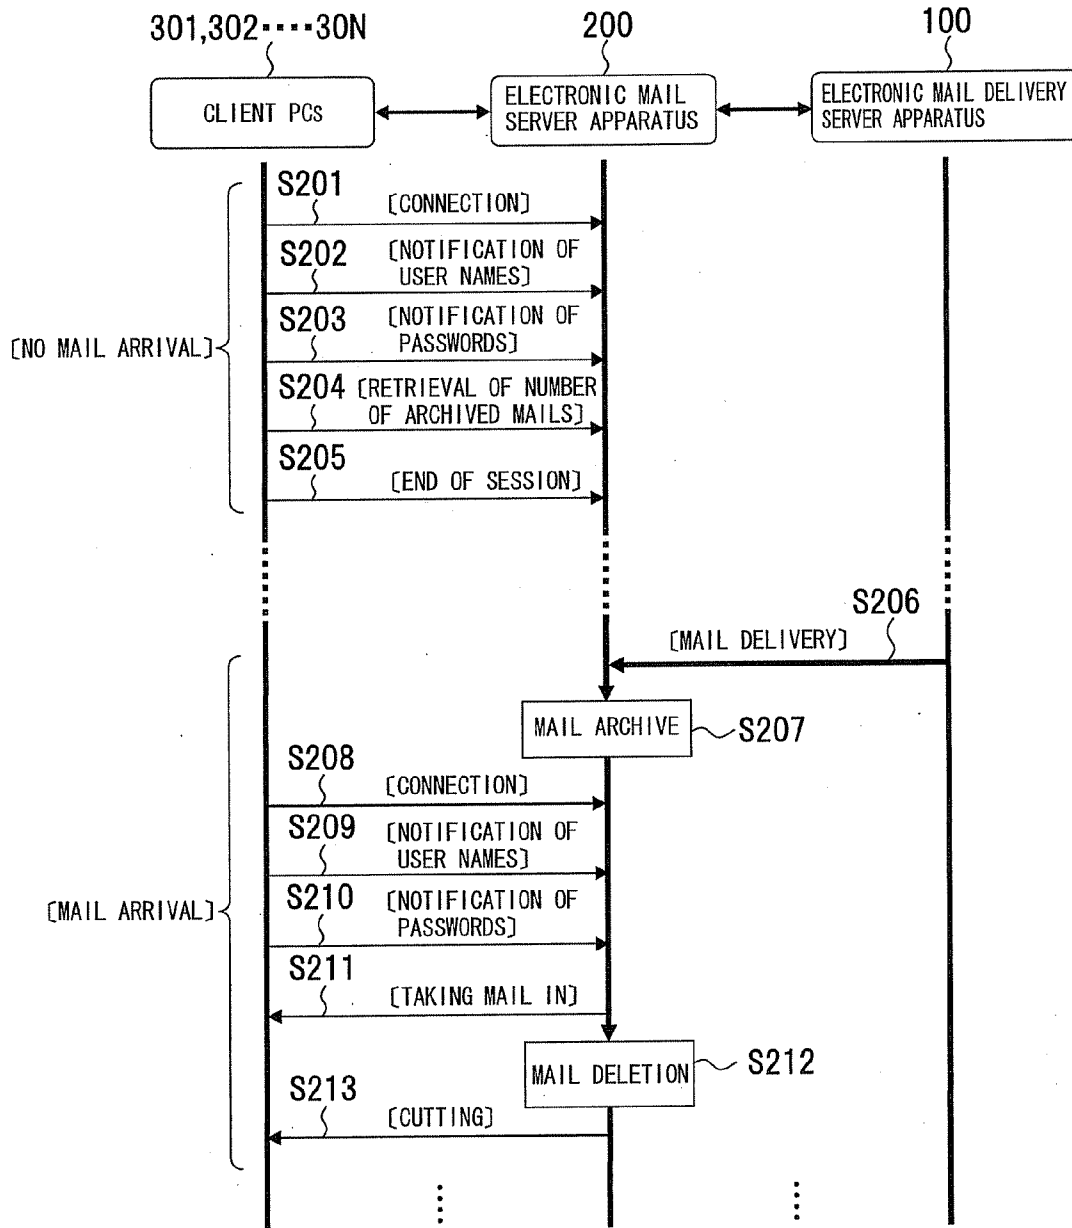 301,302‥‥30N
200
100
CLIENT PCs
ELECTRONIC MAIL
SERVER APPARATUS
ELECTRONIC MAIL DELIVERY
SERVER APPARATUS
S201
[CONNECTION]
S202
[NOTIFICATION OF
USER NAMES]
S203
[NOTIFICATION OF
PASSWORDS]
[NO MAIL ARRIVAL]
S204
[RETRIEVAL OF NUMBER
OF ARCHIVED MAILS]
S205
[END OF SESSION]
S206
[MAIL DELIVERY]
MAIL ARCHIVE
S207
S208
[CONNECTION]
S209
[NOTIFICATION OF
USER NAMES]
[MAIL ARRIVAL]
S210
[NOTIFICATION OF
PASSWORDS]
S211
[TAKING MAIL IN]
MAIL DELETION
S212
S213
[CUTTING]